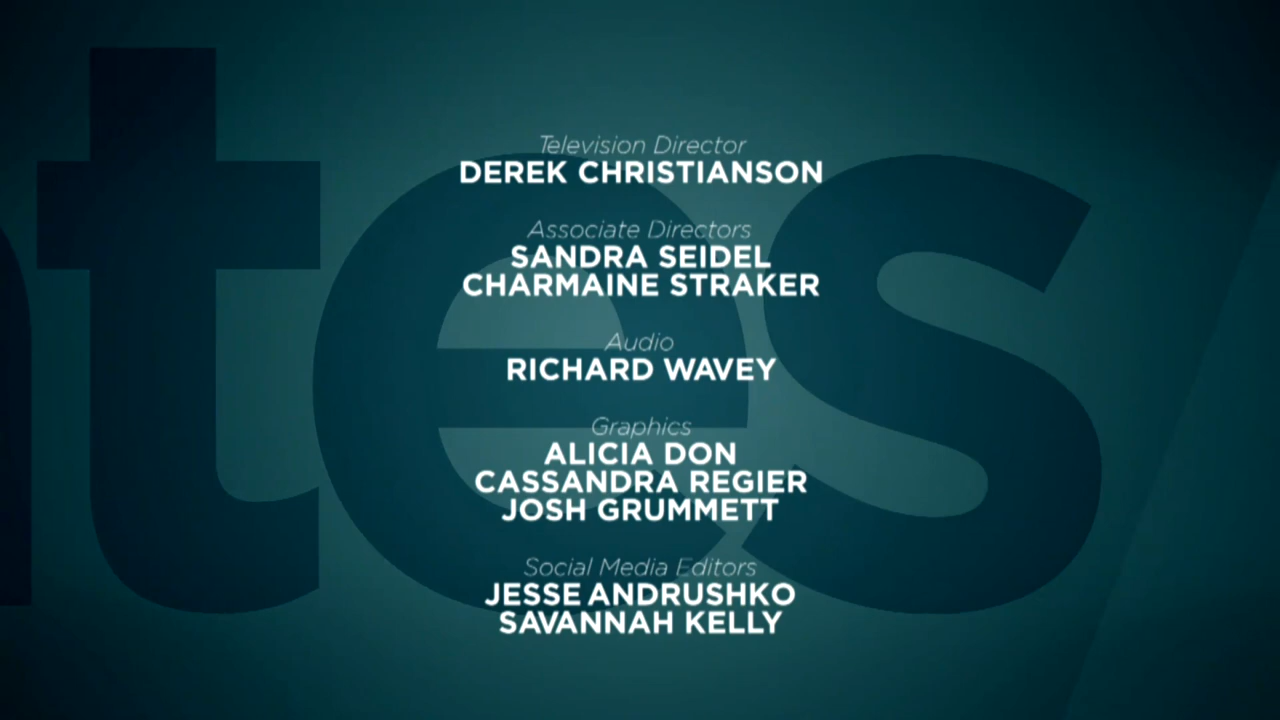 Television Director
DEREK CHRISTIANSON
Associate Directors
SANDRA SEIDEL
CHARMAINE STRAKER
Audio
RICHARD WAVEY
Graphics
ALICIA DON
CASSANDRA REGIER
JOSH GRUMMETT
Social Media Editors
JESSE ANDRUSHKO
SAVANNAH KELLY
tes